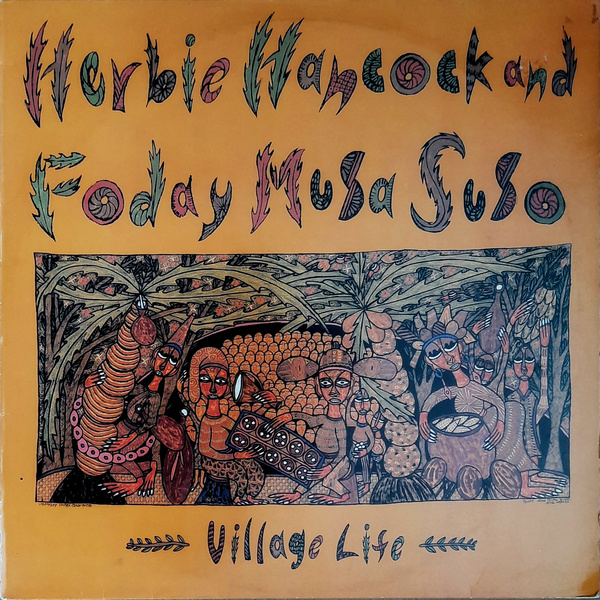 Herbie Hancock and
Foday Musa Suso
Village Life